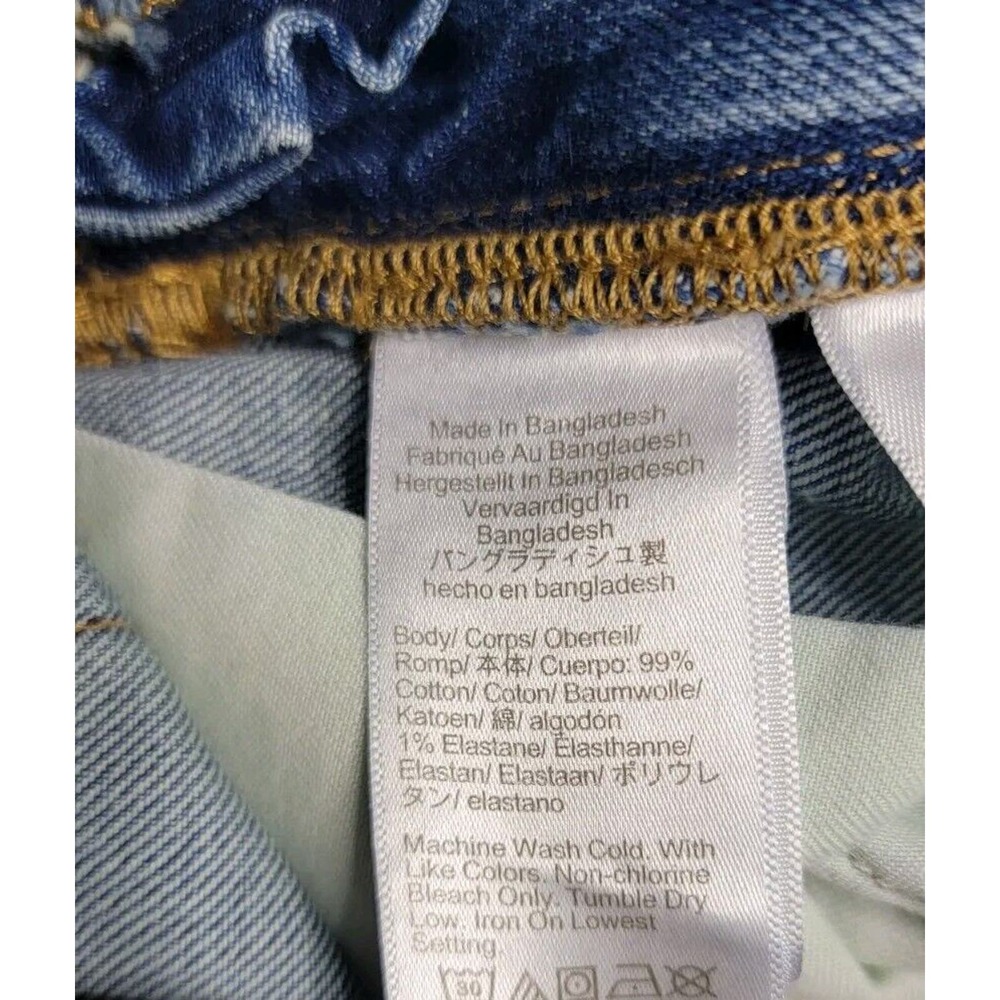 Made In Bangladesh
Fabriqué Au Bangladesh
Hergestellt In Bangladesch
Vervaardigd In
Bangladesh
バングラディシュ製
hecho en bangladesh
Body/ Corps/ Oberteil/
Romp/ 本体/ Cuerpo: 99%
Cotton/ Coton/ Baumwolle/
Katoen/ 綿/ algodón
1% Elastane/ Élasthanne/
Elastan/ Elastaan/ ポリウレ
タン/ elastano
Machine Wash Cold. With
Like Colors. Non-chlorine
Bleach Only. Tumble Dry
Low. Iron On Lowest
Setting.
30